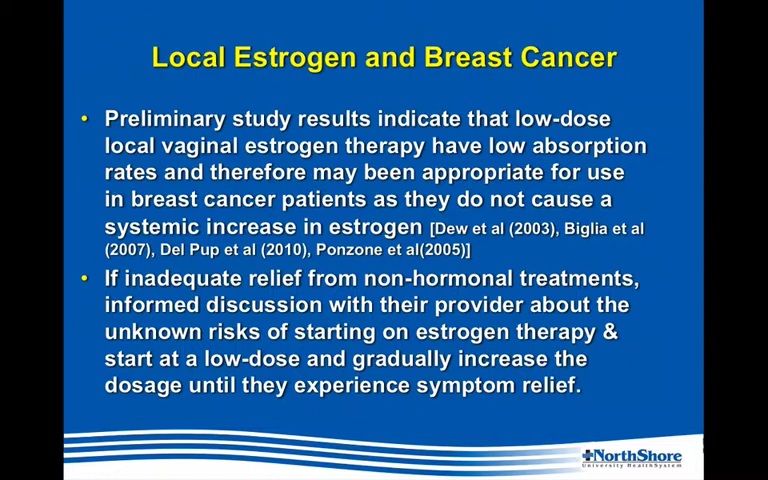 Local Estrogen and Breast Cancer
• Preliminary study results indicate that low-dose
local vaginal estrogen therapy have low absorption
rates and therefore may been appropriate for use
in breast cancer patients as they do not cause a
systemic increase in estrogen [Dew et al (2003), Biglia et al
(2007), Del Pup et al (2010), Ponzone et al(2005)]
• If inadequate relief from non-hormonal treatments,
informed discussion with their provider about the
unknown risks of starting on estrogen therapy &
start at a low-dose and gradually increase the
dosage until they experience symptom relief.
NorthShore
University HealthSystem